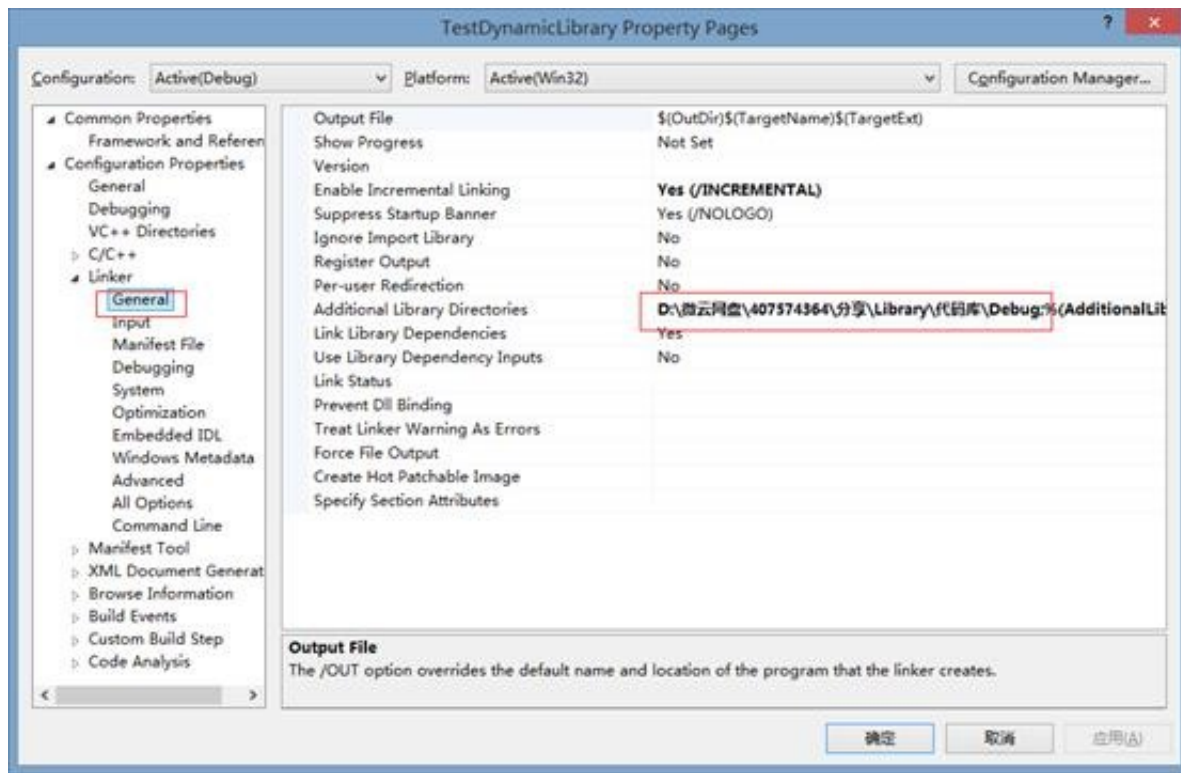 TestDynamicLibrary Property Pages
?
Configuration: Active(Debug) Platform: Active(Win32) Configuration Manager...
Common Properties
Framework and Referen
Configuration Properties
General
Debugging
VC++ Directories
C/C++
Linker
General
Input
Manifest File
Debugging
System
Optimization
Embedded IDL
Windows Metadata
Advanced
All Options
Command Line
Manifest Tool
XML Document Generat
Browse Information
Build Events
Custom Build Step
Code Analysis
Output File $(OutDir)$(TargetName)$(TargetExt)
Show Progress Not Set
Version
Enable Incremental Linking Yes (/INCREMENTAL)
Suppress Startup Banner Yes (/NOLOGO)
Ignore Import Library No
Register Output No
Per-user Redirection No
Additional Library Directories D:\微云网盘\407574364\分享\Library\代码库\Debug;%(AdditionalLib
Link Library Dependencies Yes
Use Library Dependency Inputs No
Link Status
Prevent Dll Binding
Treat Linker Warning As Errors
Force File Output
Create Hot Patchable Image
Specify Section Attributes
Output File
The /OUT option overrides the default name and location of the program that the linker creates.
确定 取消 应用(A)